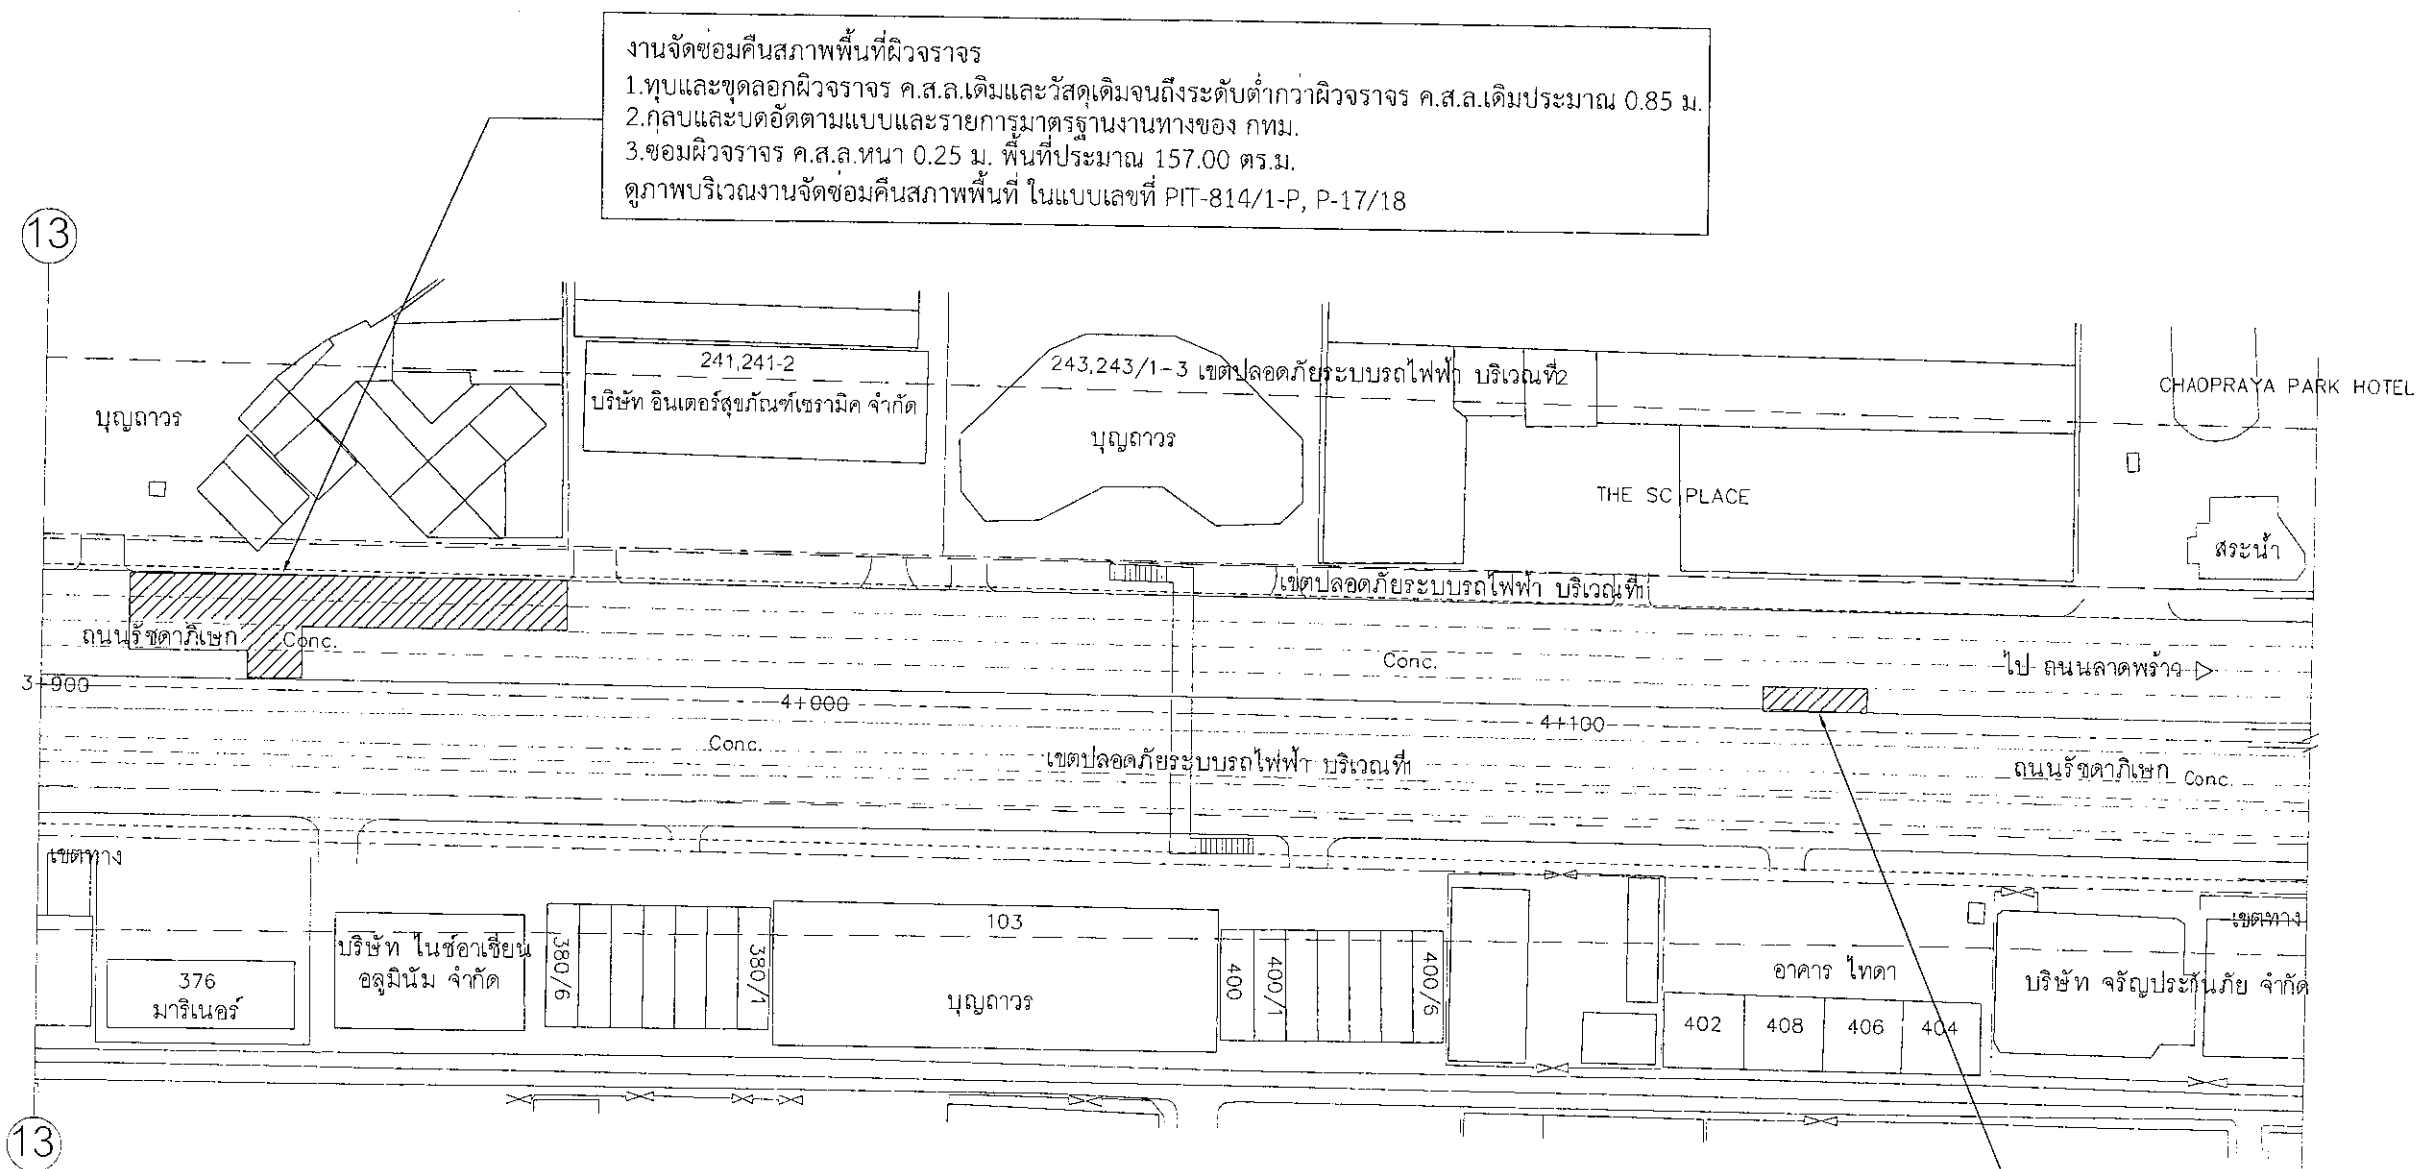 งานจัดซ่อมคืนสภาพพื้นที่ผิวจราจร
1.ทุบและขุดลอกผิวจราจร ค.ส.ล.เดิมและวัสดุเดิมจนถึงระดับต่ำกว่าผิวจราจร ค.ส.ล.เดิมประมาณ 0.85 ม.
2.กลบและบดอัดตามแบบและรายการมาตรฐานงานทางของ กทม.
3.ซ่อมผิวจราจร ค.ส.ล.หนา 0.25 ม. พื้นที่ประมาณ 157.00 ตร.ม.
ดูภาพบริเวณงานจัดซ่อมคืนสภาพพื้นที่ ในแบบเลขที่ PIT-814/1-P, P-17/18
13
241,241-2
บริษัท อินเตอร์สุขภัณฑ์เซรามิค จำกัด
243,243/1-3 เขตปลอดภัยระบบรถไฟฟ้า บริเวณที่2
CHAOPRAYA PARK HOTEL
บุญถาวร
บุญถาวร
THE SC PLACE
สระน้ำ
เขตปลอดภัยระบบรถไฟฟ้า บริเวณที่1
ถนนรัชดาภิเษก
Conc.
Conc.
ไป ถนนลาดพร้าว
3+900
4+000
4+100
Conc.
เขตปลอดภัยระบบรถไฟฟ้า บริเวณที่1
ถนนรัชดาภิเษก
Conc.
เขตทาง
เขตทาง
376
มาริเนอร์
บริษัท ไนซ์อาเซียน
อลูมินัม จำกัด
380/6
380/1
103
บุญถาวร
400
400/1
400/6
อาคาร ไทดา
402
408
406
404
บริษัท จรัญประกันภัย จำกัด
13